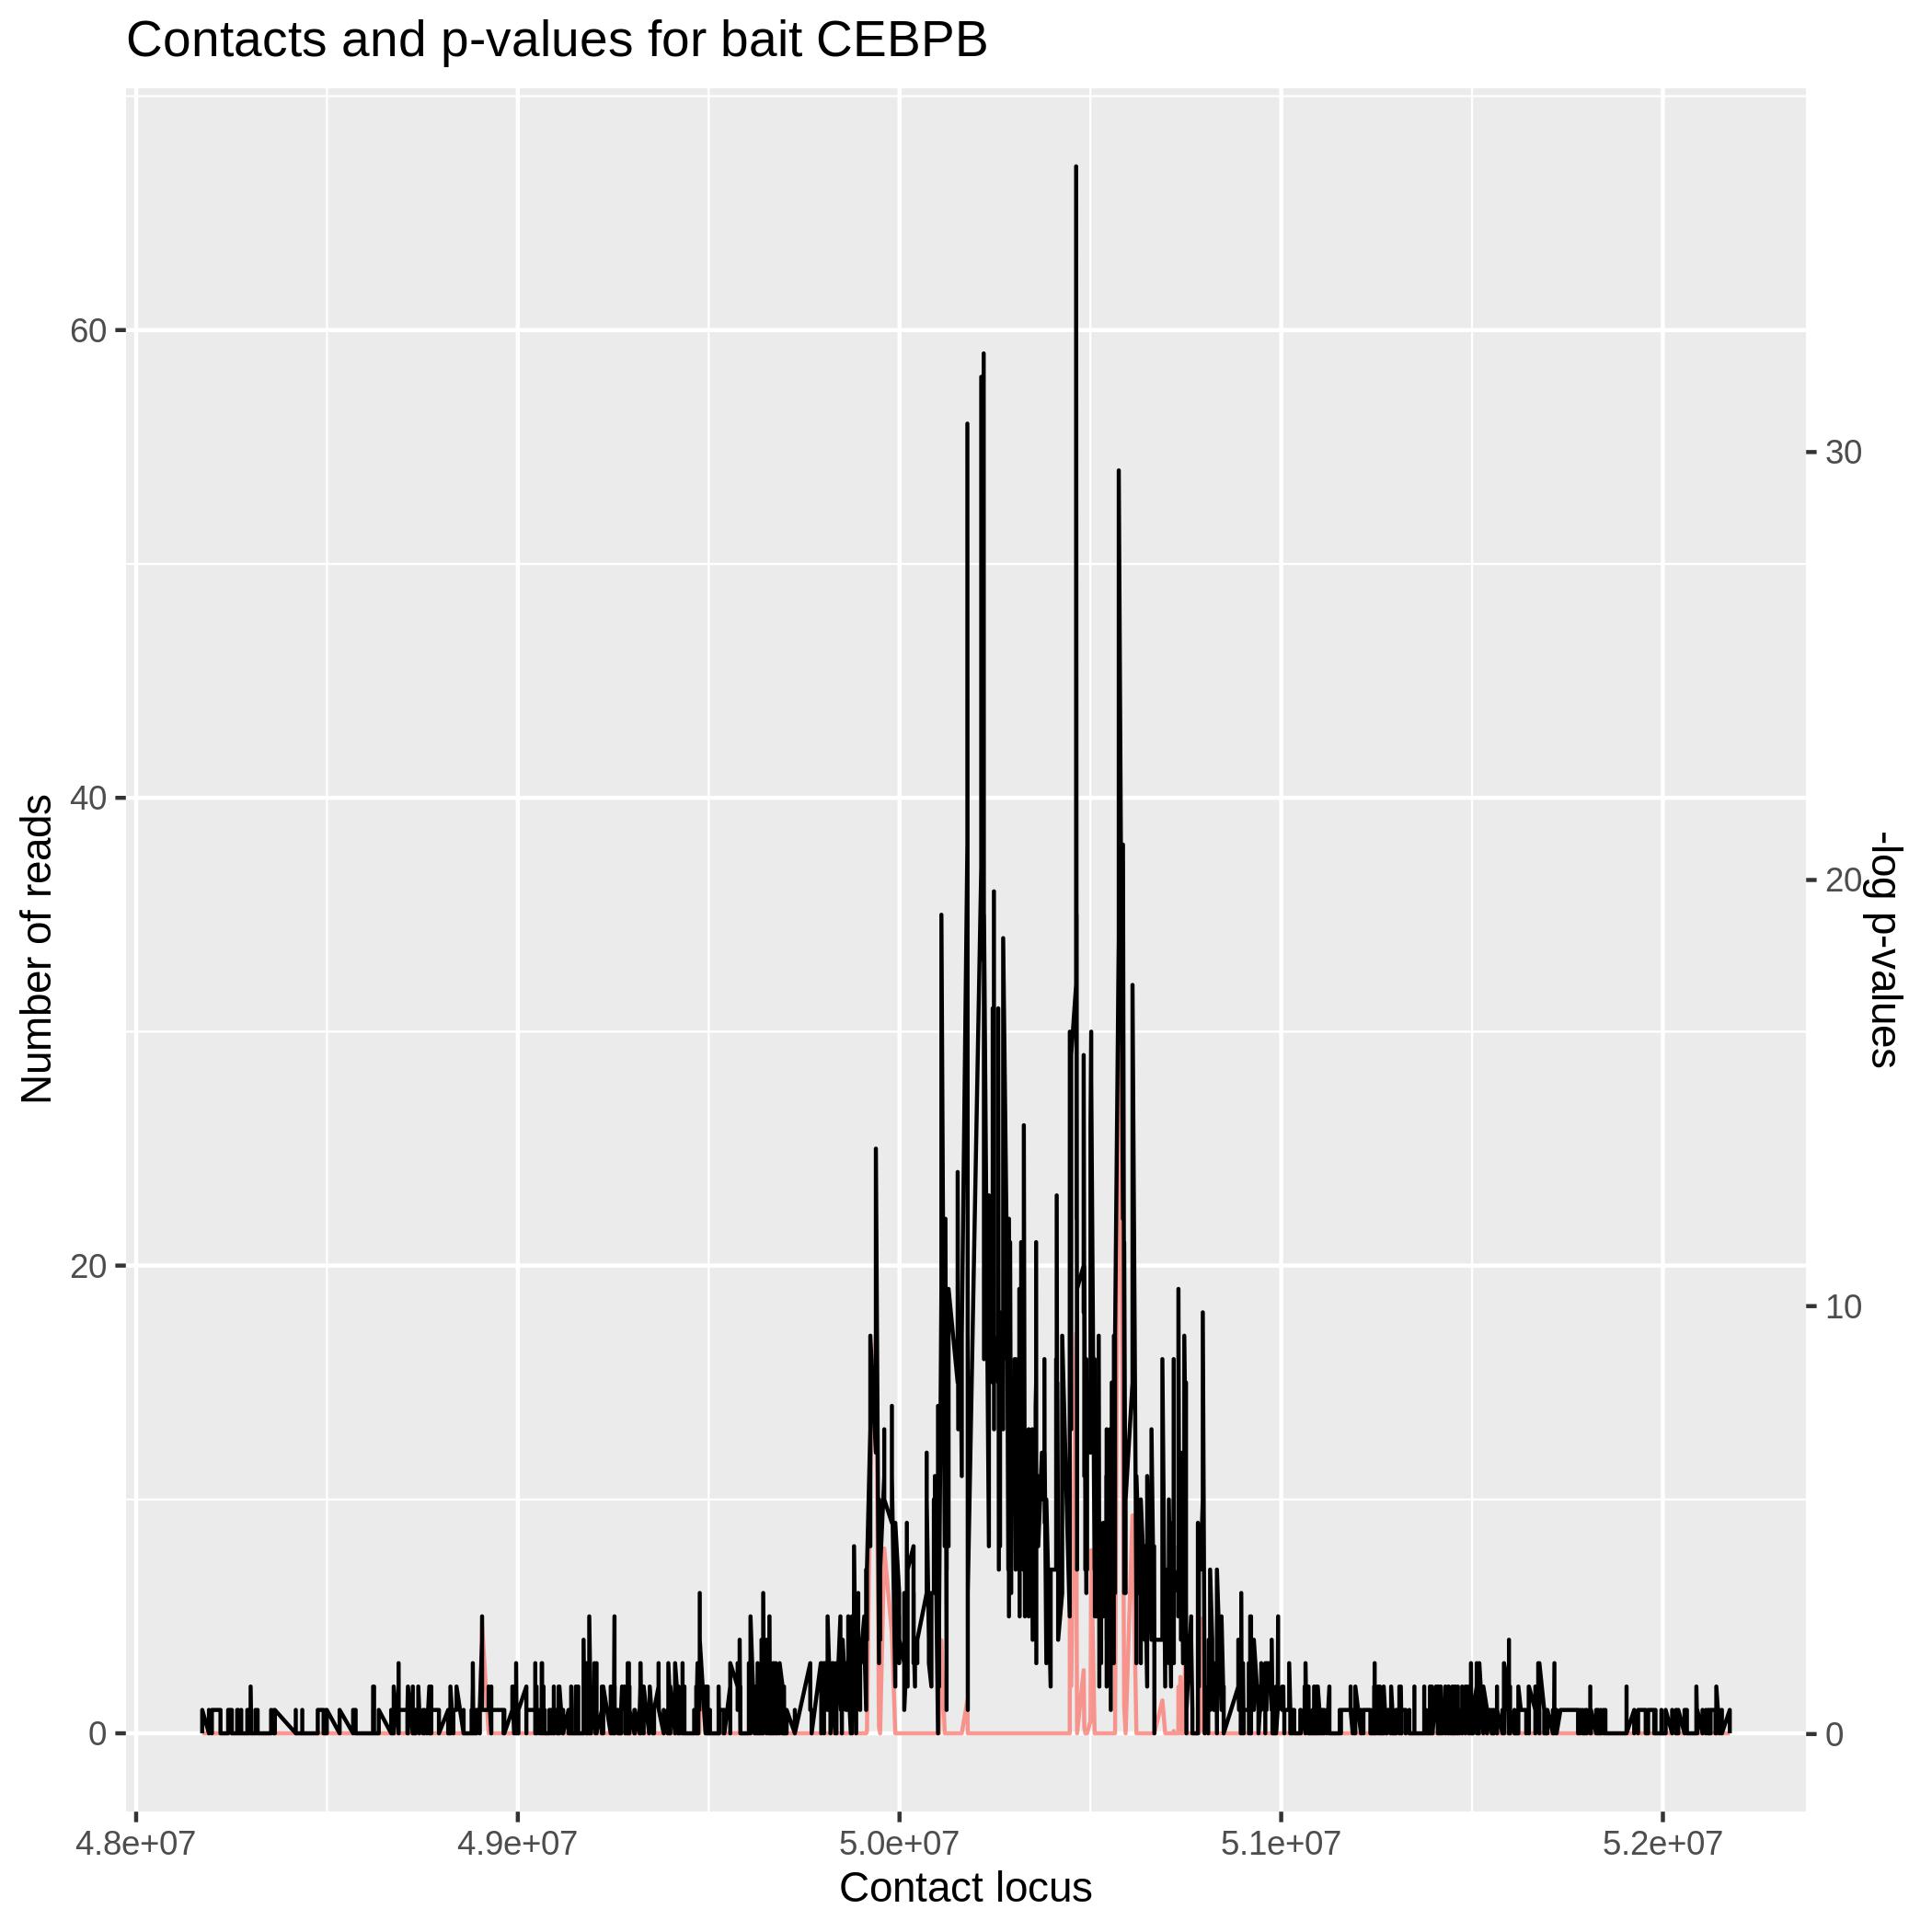 Contacts and p-values for bait CEBPB
60
40
20
0
30
20
10
0
Number of reads
-log p-values
4.8e+07
4.9e+07
5.0e+07
5.1e+07
5.2e+07
Contact locus